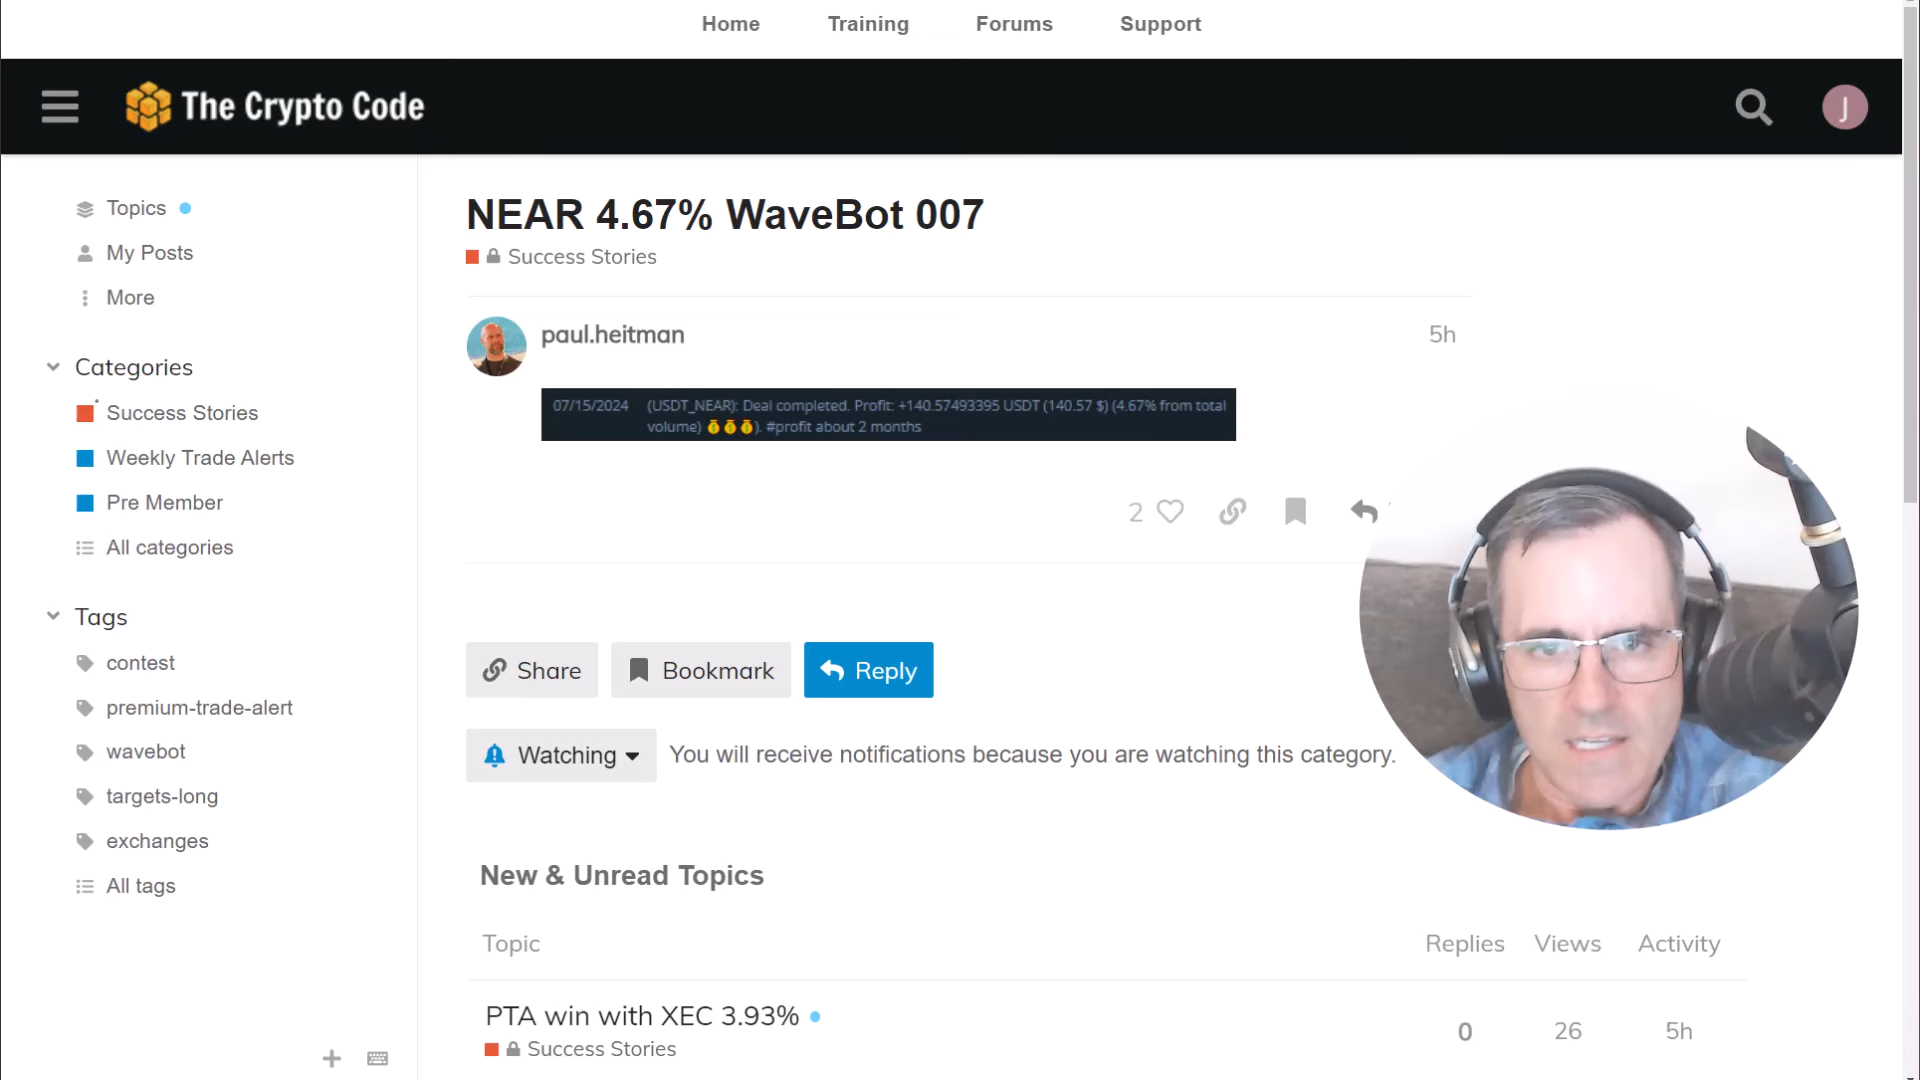 Home Training Forums Support
The Crypto Code
J
Topics
My Posts
More
Categories
Success Stories
Weekly Trade Alerts
Pre Member
All categories
Tags
contest
premium-trade-alert
wavebot
targets-long
exchanges
All tags
NEAR 4.67% WaveBot 007
Success Stories
paul.heitman 5h
07/15/2024 (USDT_NEAR): Deal completed. Profit: +140.57493395 USDT (140.57 $) (4.67% from total
volume) 💰💰💰). #profit about 2 months
2
Share Bookmark Reply
Watching You will receive notifications because you are watching this category.
New & Unread Topics
Topic Replies Views Activity
PTA win with XEC 3.93% 0 26 5h
Success Stories